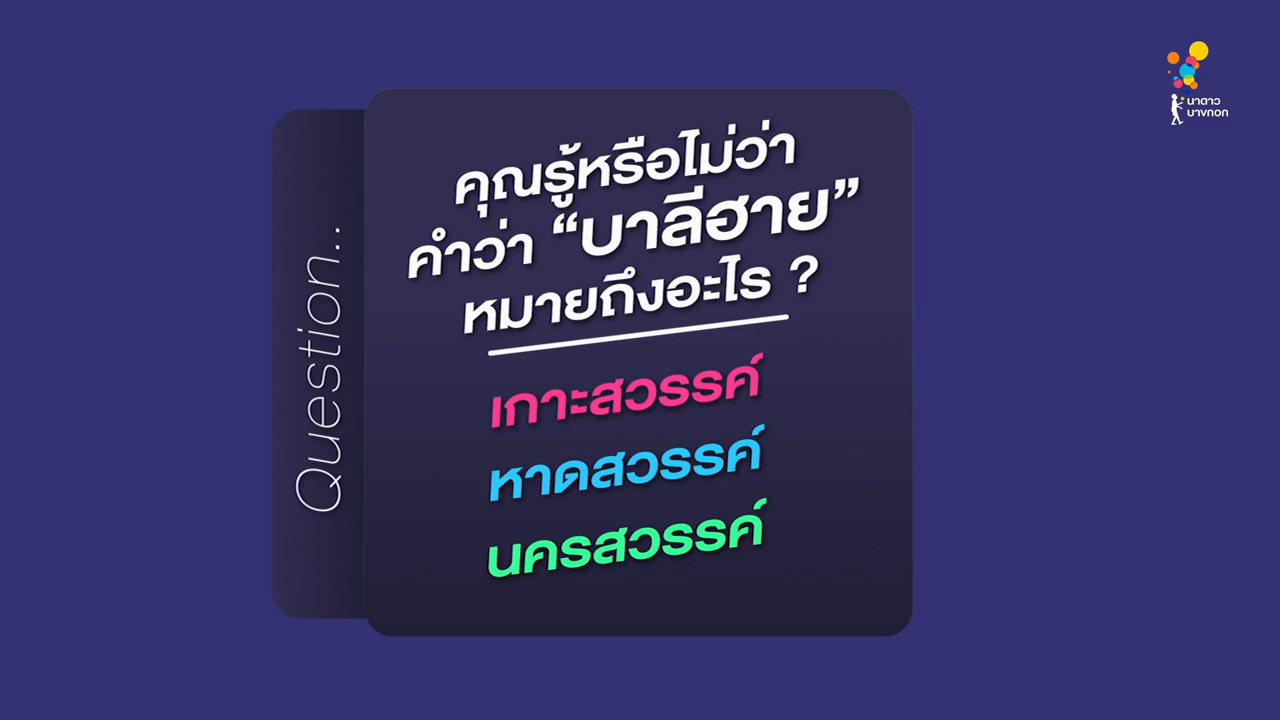 Question..
คุณรู้หรือไม่ว่า
คำว่า “บาลีฮาย”
หมายถึงอะไร ?
เกาะสวรรค์
หาดสวรรค์
นครสวรรค์
นาดาว
บางกอก